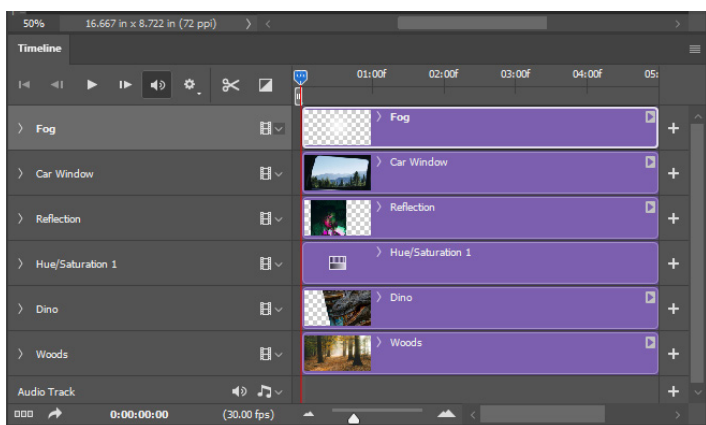 50% 16.667 in x 8.722 in (72 ppi)
Timeline
01:00f 02:00f 03:00f 04:00f 05:
Fog Fog
Car Window Car Window
Reflection Reflection
Hue/Saturation 1 Hue/Saturation 1
Dino Dino
Woods Woods
Audio Track
0:00:00:00 (30.00 fps)